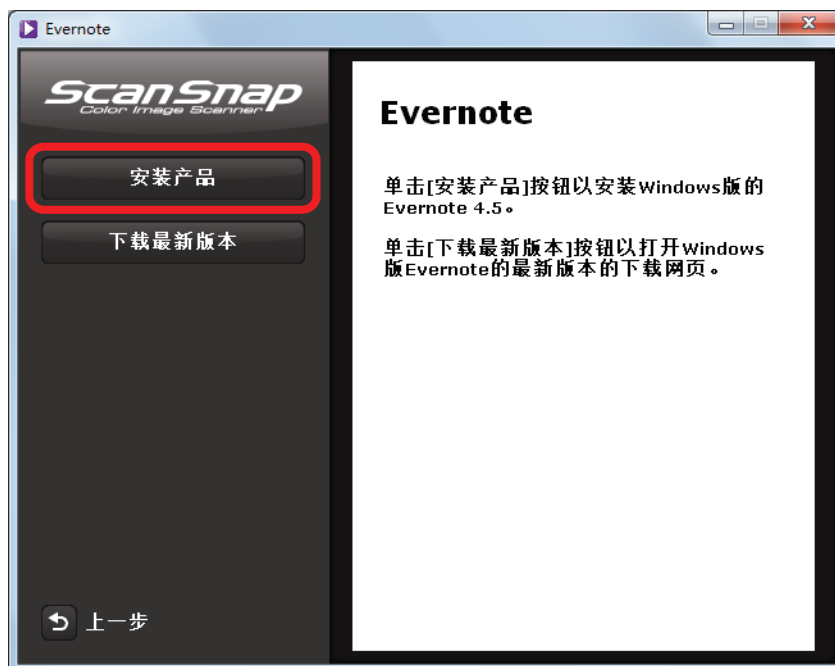 Evernote
ScanSnap
Color Image Scanner
安装产品
下载最新版本
上一步
Evernote
单击[安装产品]按钮以安装Windows版的
Evernote 4.5。
单击[下载最新版本]按钮以打开Windows
版Evernote的最新版本的下载网页。